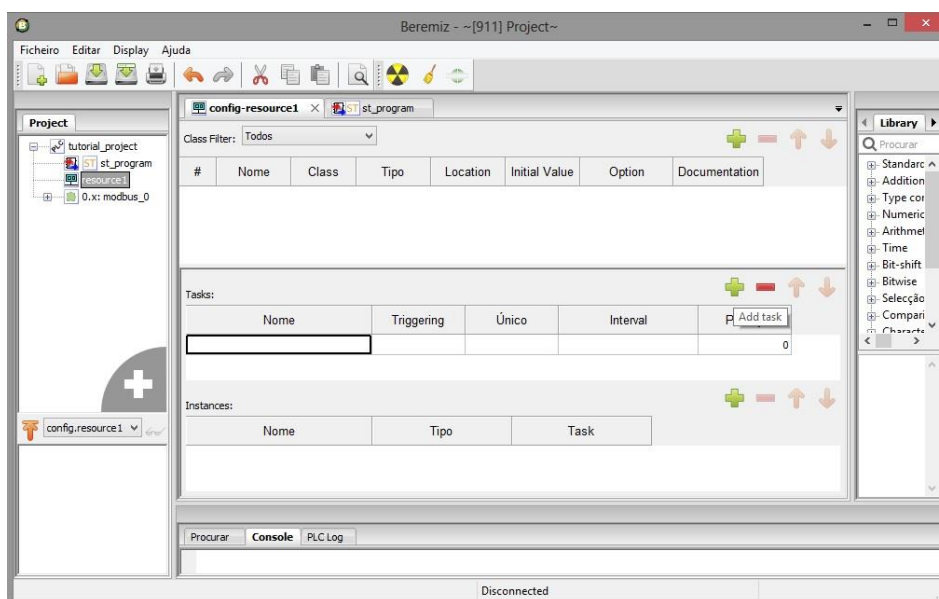 Beremiz - ~[911] Project~
Ficheiro Editar Display Ajuda
config-resource1 ST st_program
Project
tutorial_project
ST st_program
resource1
0.x: modbus_0
config.resource1
Class Filter: Todos
# Nome Class Tipo Location Initial Value Option Documentation
Tasks:
Nome Triggering Único Interval P
Add task
0
Instances:
Nome Tipo Task
Library
Procurar
Standarc
Addition
Type cor
Numeric
Arithmet
Time
Bit-shift
Bitwise
Selecção
Compari
Characte
Procurar Console PLC Log
Disconnected